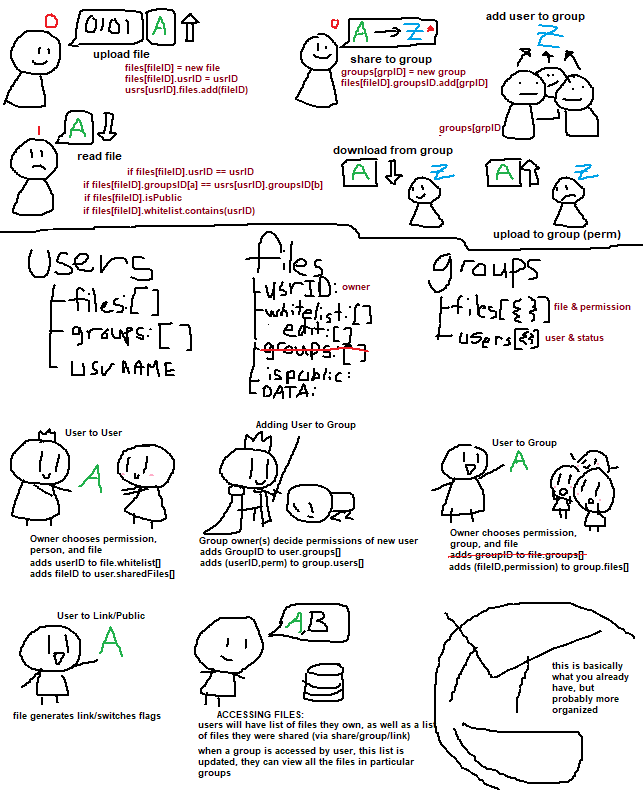 0101 A
upload file
files[fileID] = new file
files[fileID].usrID = usrID
usrs[usrID].files.add(fileID)
A → Z
share to group
groups[grpID] = new group
files[fileID].groupsID.add[grpID]
add user to group
Z
groups[grpID
A
read file
if files[fileID].usrID == usrID
if files[fileID].groupsID[a] == usrs[usrID].groupsID[b]
if files[fileID].isPublic
if files[fileID].whitelist.contains(usrID)
download from group
A Z
A Z
upload to group (perm)
Users
files:[]
groups:[]
usrNAME
files
usrID: owner
whitelist:[]
edit:[]
groups:[]
ispublic:
DATA:
groups
files[{}] file & permission
users[{}] user & status
User to User
A
Owner chooses permission,
person, and file
adds userID to file.whitelist[]
adds fileID to user.sharedFiles[]
Adding User to Group
Group owner(s) decide permissions of new user
adds GroupID to user.groups[]
adds (userID,perm) to group.users[]
User to Group
A
Owner chooses permission,
group, and file
adds groupID to file.groups[]
adds (fileID,permission) to group.files[]
User to Link/Public
A
file generates link/switches flags
A,B
ACCESSING FILES:
users will have list of files they own, as well as a list
of files they were shared (via share/group/link)
when a group is accessed by user, this list is
updated, they can view all the files in particular
groups
this is basically
what you already
have, but
probably more
organized